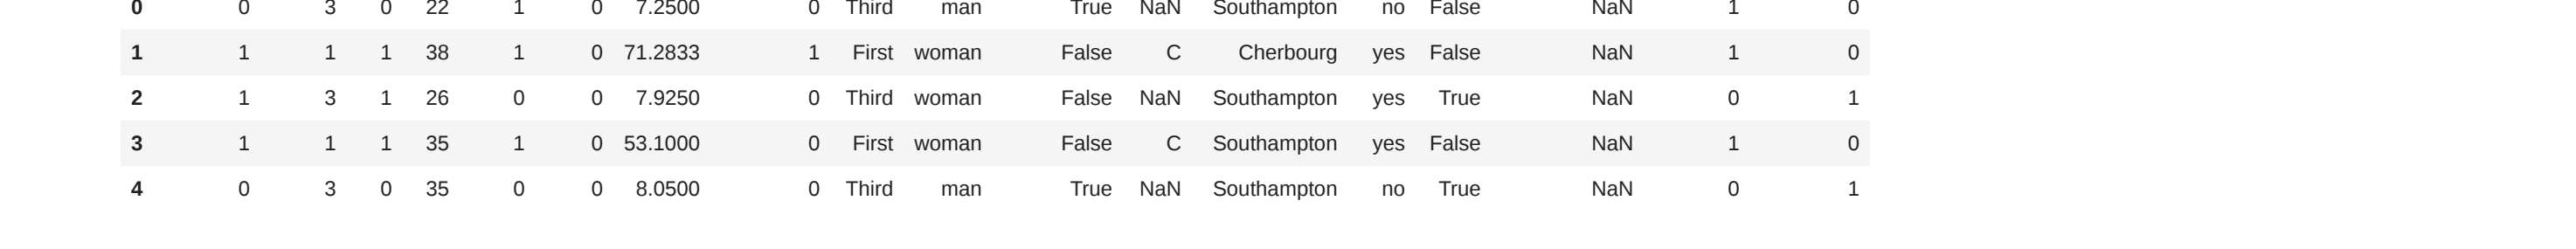 0 0 3 0 22 1 0 7.2500 0 Third man True NaN Southampton no False NaN 1 0
1 1 1 1 38 1 0 71.2833 1 First woman False C Cherbourg yes False NaN 1 0
2 1 3 1 26 0 0 7.9250 0 Third woman False NaN Southampton yes True NaN 0 1
3 1 1 1 35 1 0 53.1000 0 First woman False C Southampton yes False NaN 1 0
4 0 3 0 35 0 0 8.0500 0 Third man True NaN Southampton no True NaN 0 1